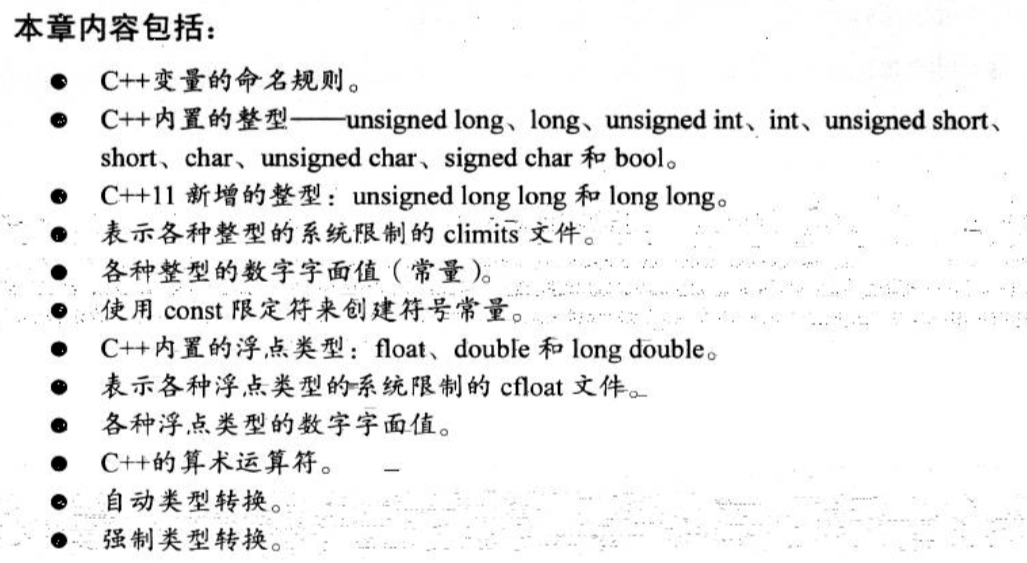 本章内容包括：
● C++变量的命名规则。
● C++内置的整型——unsigned long、long、unsigned int、int、unsigned short、
short、char、unsigned char、signed char 和 bool。
● C++11 新增的整型：unsigned long long 和 long long。
● 表示各种整型的系统限制的 climits 文件。
● 各种整型的数字字面值（常量）。
● 使用 const 限定符来创建符号常量。
● C++内置的浮点类型：float、double 和 long double。
● 表示各种浮点类型的系统限制的 cfloat 文件。
● 各种浮点类型的数字字面值。
● C++的算术运算符。
● 自动类型转换。
● 强制类型转换。